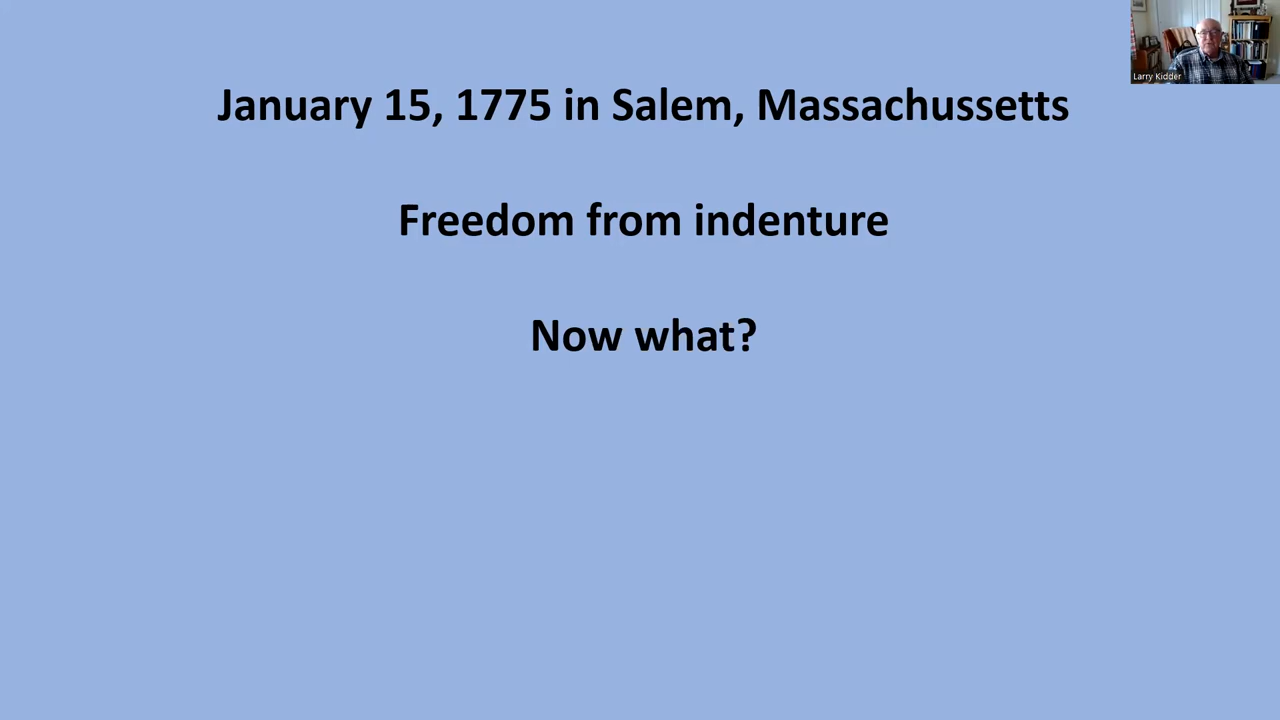 January 15, 1775 in Salem, Massachussetts
Freedom from indenture
Now what?
Larry Kidder